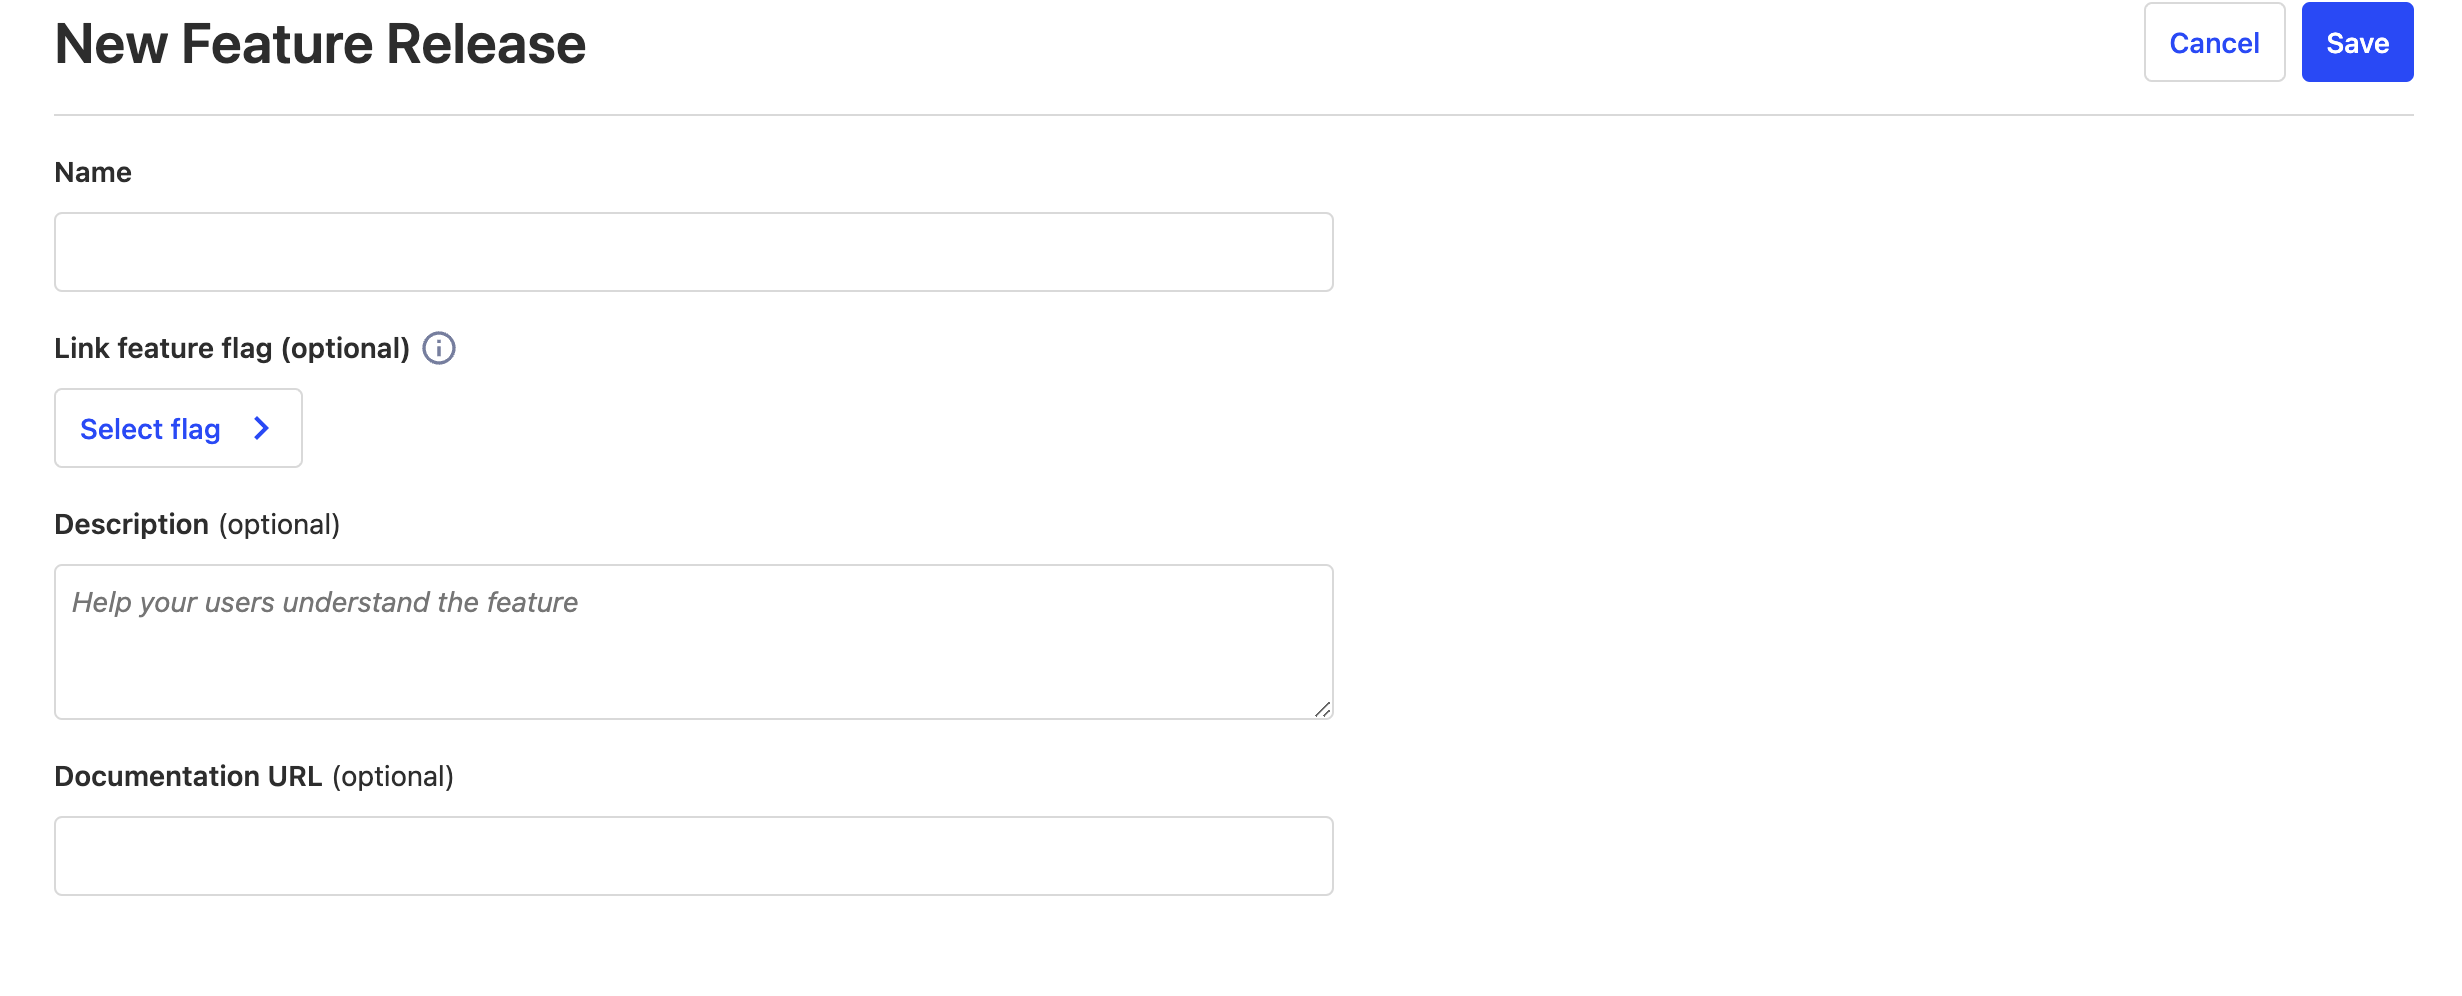 New Feature Release
Cancel
Save
Name
Link feature flag (optional)
Select flag
Description (optional)
Help your users understand the feature
Documentation URL (optional)